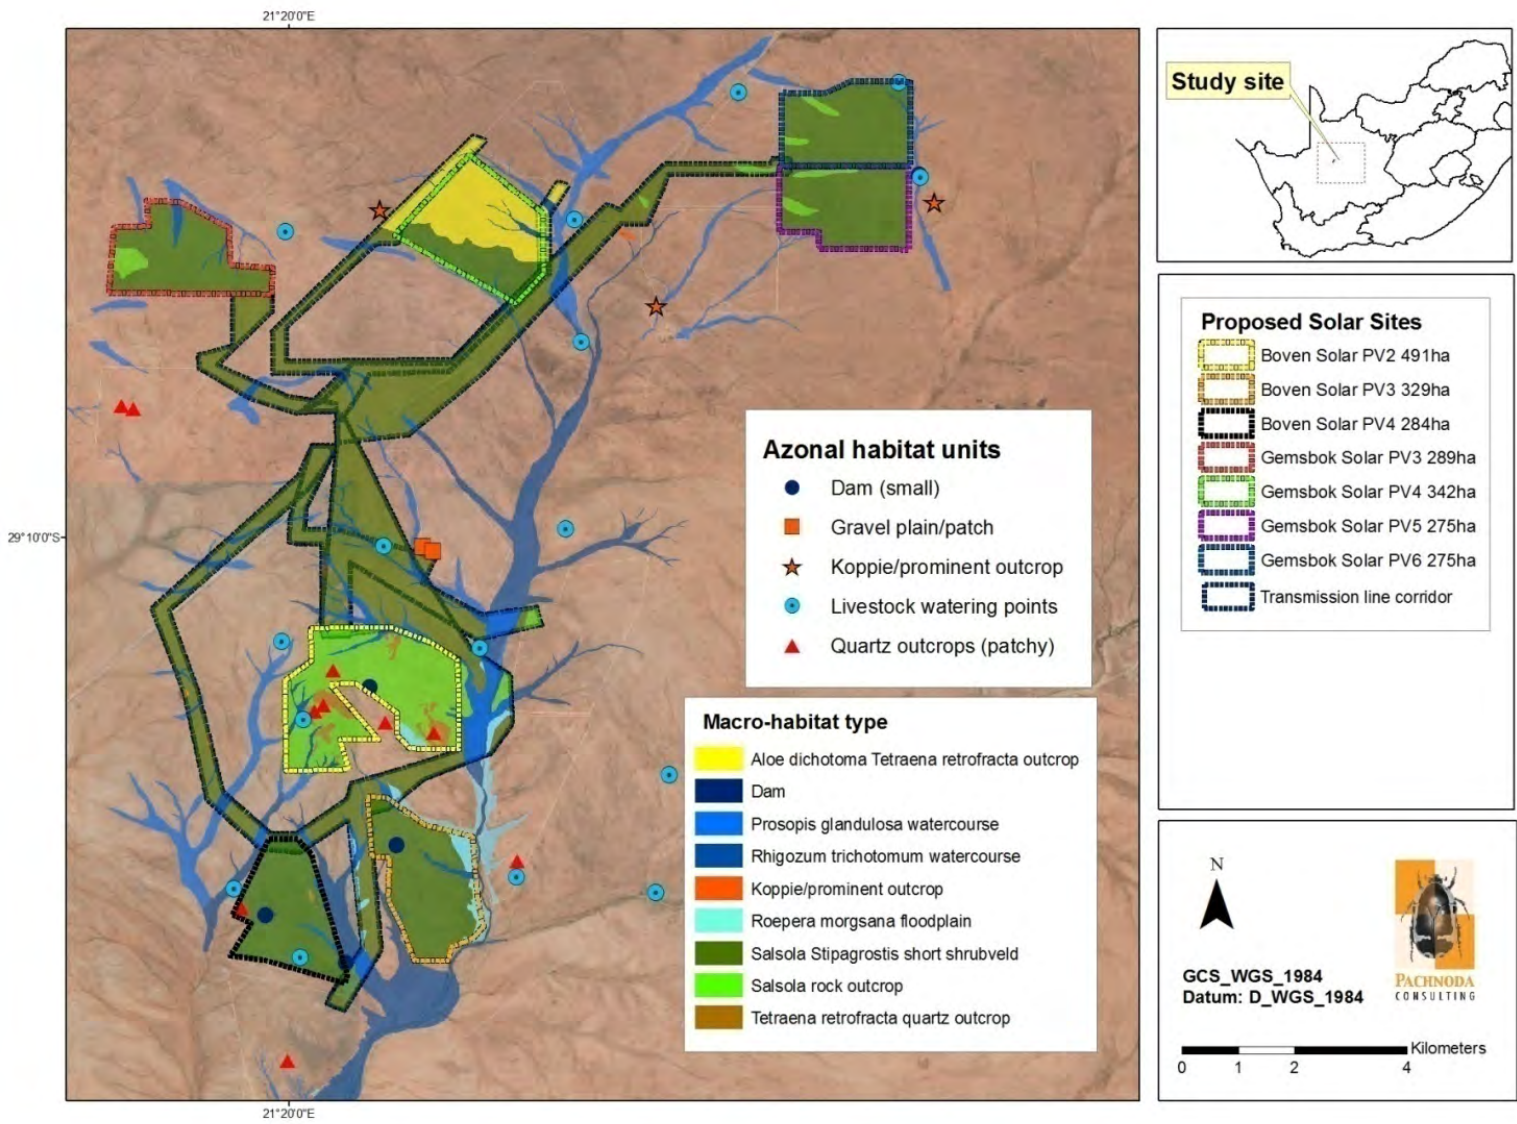 21°20'0"E
29°10'0"S
Azonal habitat units
Dam (small)
Gravel plain/patch
Koppie/prominent outcrop
Livestock watering points
Quartz outcrops (patchy)
Macro-habitat type
Aloe dichotoma Tetraena retrofracta outcrop
Dam
Prosopis glandulosa watercourse
Rhigozum trichotomum watercourse
Koppie/prominent outcrop
Roepera morgsana floodplain
Salsola Stipagrostis short shrubveld
Salsola rock outcrop
Tetraena retrofracta quartz outcrop
21°20'0"E
Study site
Proposed Solar Sites
Boven Solar PV2 491ha
Boven Solar PV3 329ha
Boven Solar PV4 284ha
Gemsbok Solar PV3 289ha
Gemsbok Solar PV4 342ha
Gemsbok Solar PV5 275ha
Gemsbok Solar PV6 275ha
Transmission line corridor
N
GCS_WGS_1984
Datum: D_WGS_1984
PACHNODA
CONSULTING
Kilometers
0 1 2 4